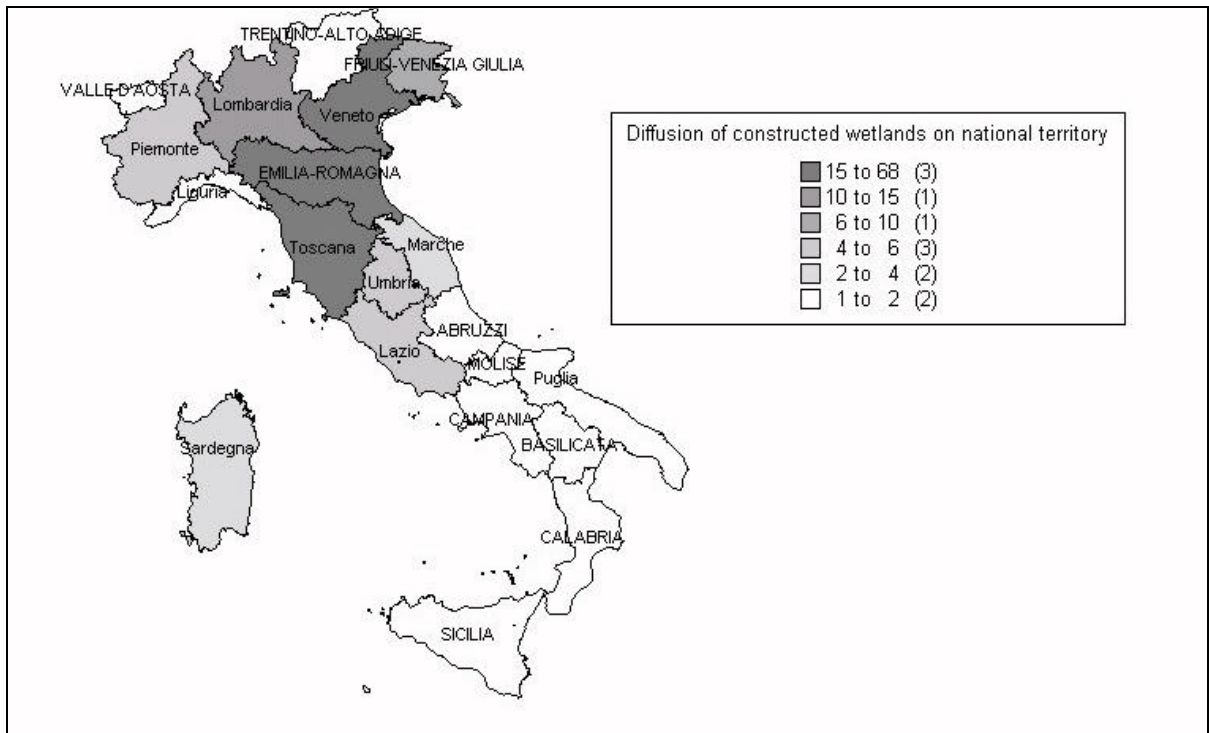 TRENTINO-ALTO ADIGE
FRIULI-VENEZIA GIULIA
VALLE D'AOSTA
Lombardia
Veneto
Piemonte
EMILIA-ROMAGNA
Liguria
Toscana
Marche
Umbria
ABRUZZI
Lazio
MOLISE
Puglia
CAMPANIA
BASILICATA
Sardegna
CALABRIA
SICILIA
Diffusion of constructed wetlands on national territory
15 to 68 (3)
10 to 15 (1)
6 to 10 (1)
4 to 6 (3)
2 to 4 (2)
1 to 2 (2)